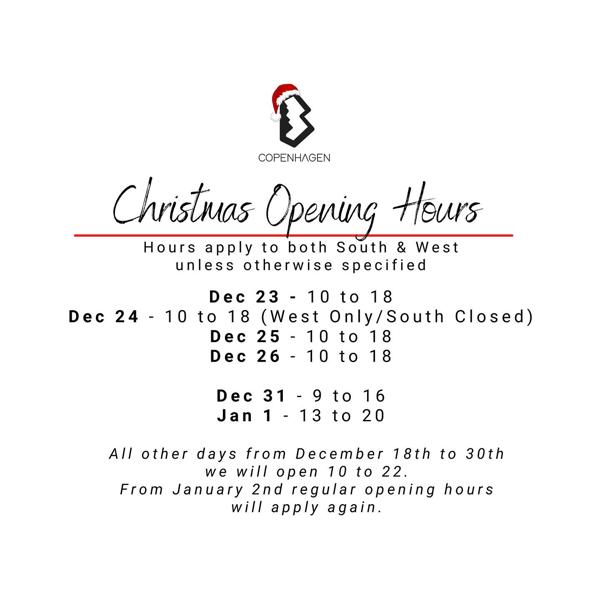 COPENHAGEN
Christmas Opening Hours
Hours apply to both South & West
unless otherwise specified
Dec 23 - 10 to 18
Dec 24 - 10 to 18 (West Only/South Closed)
Dec 25 - 10 to 18
Dec 26 - 10 to 18
Dec 31 - 9 to 16
Jan 1 - 13 to 20
All other days from December 18th to 30th
we will open 10 to 22.
From January 2nd regular opening hours
will apply again.